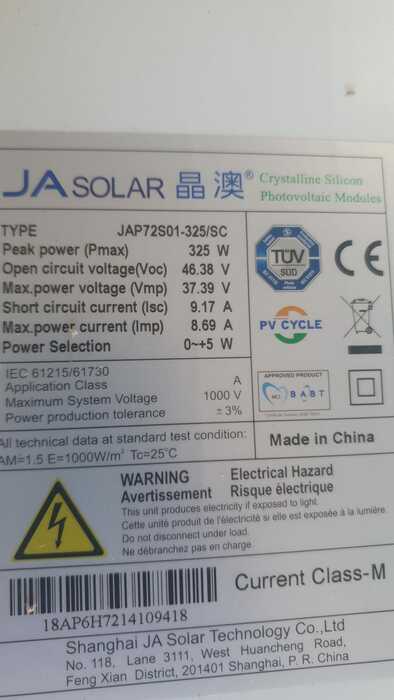 JA SOLAR 晶澳® Crystalline Silicon
Photovoltaic Modules
TYPE JAP72S01-325/SC
Peak power (Pmax) 325 W
Open circuit voltage(Voc) 46.38 V
Max.power voltage (Vmp) 37.39 V
Short circuit current (Isc) 9.17 A
Max.power current (Imp) 8.69 A
Power Selection 0~+5 W
TÜV
SÜD
CE
PV CYCLE
IEC 61215/61730
Application Class A
Maximum System Voltage 1000 V
Power production tolerance ±3%
APPROVED PRODUCT
BABT
All technical data at standard test condition:
AM=1.5 E=1000W/m² Tc=25°C
Made in China
WARNING Electrical Hazard
Avertissement Risque électrique
This unit produces electricity if exposed to light.
Cette unité produit de l'électricité si elle est exposée à la lumière.
Do not disconnect under load.
Ne débranchez pas en charge.
18AP6H7214109418
Current Class-M
Shanghai JA Solar Technology Co.,Ltd
No. 118, Lane 3111, West Huancheng Road,
Feng Xian District, 201401 Shanghai, P. R. China